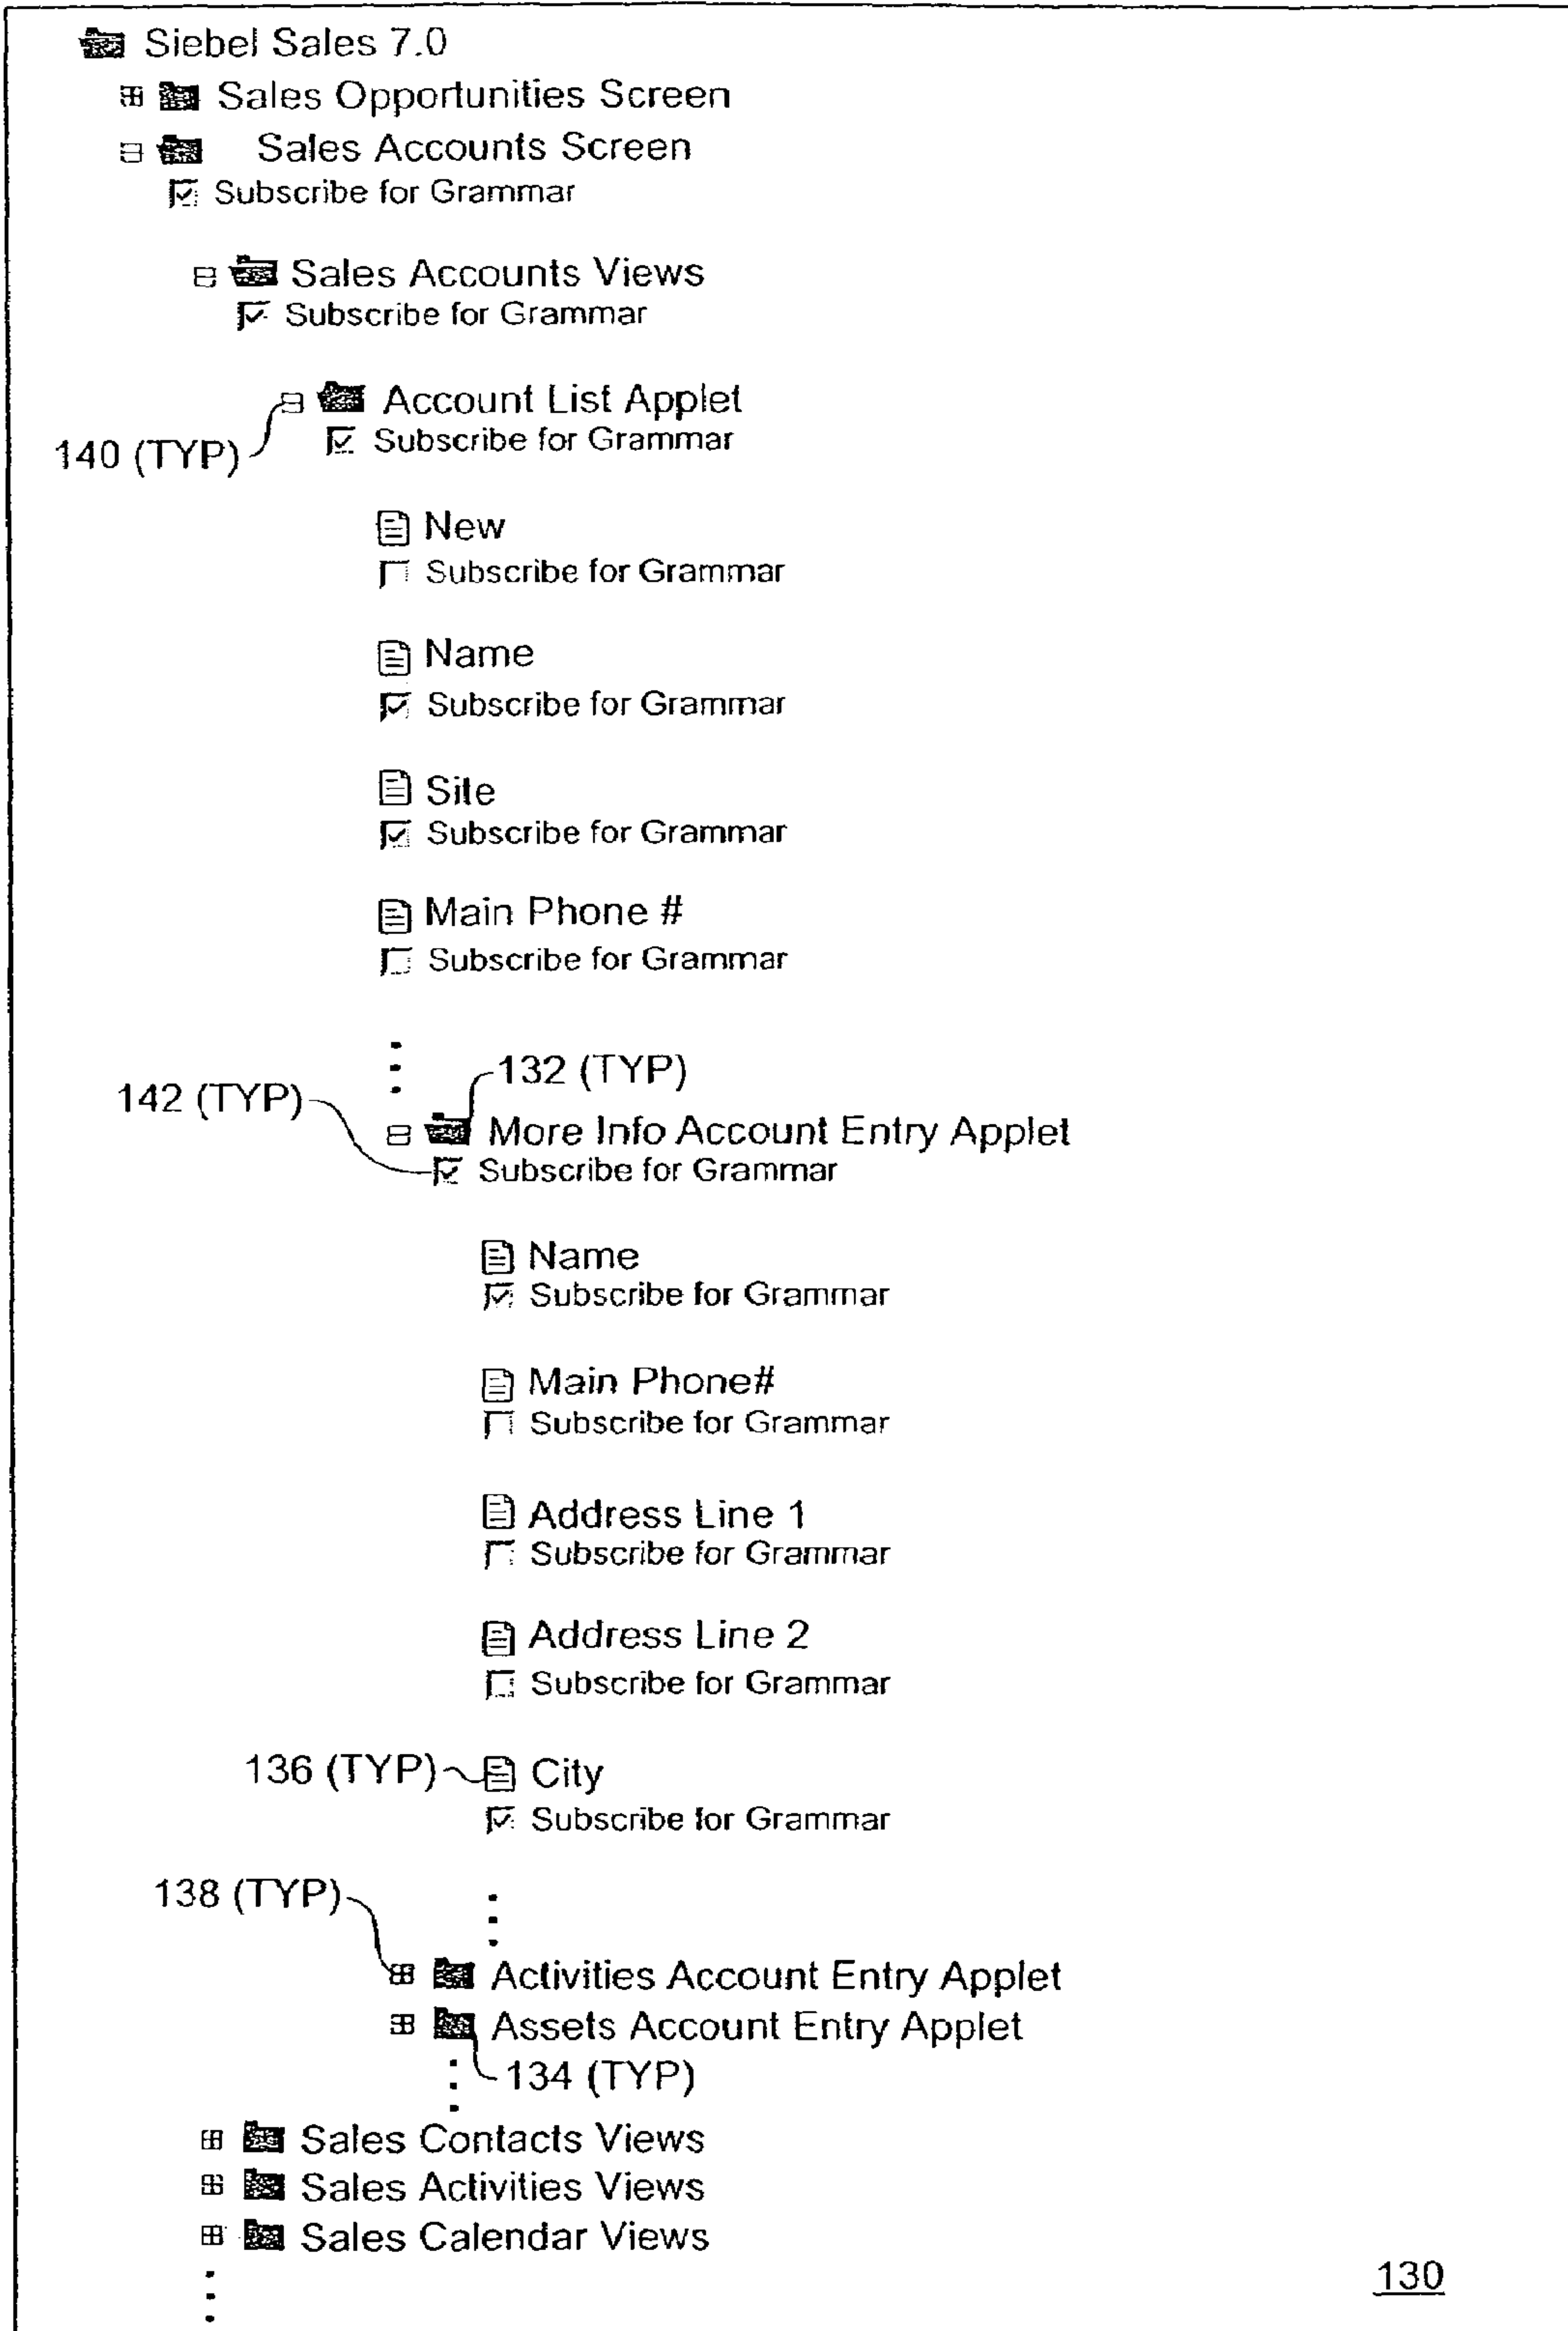 Siebel Sales 7.0
Sales Opportunities Screen
Sales Accounts Screen
Subscribe for Grammar
Sales Accounts Views
Subscribe for Grammar
Account List Applet
140 (TYP)
Subscribe for Grammar
New
Subscribe for Grammar
Name
Subscribe for Grammar
Site
Subscribe for Grammar
Main Phone #
Subscribe for Grammar
132 (TYP)
142 (TYP)
More Info Account Entry Applet
Subscribe for Grammar
Name
Subscribe for Grammar
Main Phone#
Subscribe for Grammar
Address Line 1
Subscribe for Grammar
Address Line 2
Subscribe for Grammar
136 (TYP) City
Subscribe for Grammar
138 (TYP)
Activities Account Entry Applet
Assets Account Entry Applet
134 (TYP)
Sales Contacts Views
Sales Activities Views
Sales Calendar Views
130